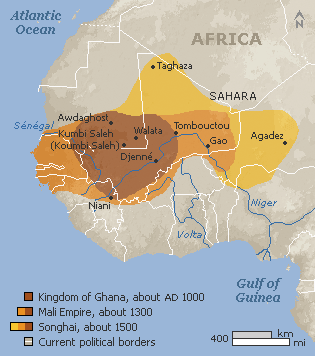 Atlantic
Ocean
AFRICA
N
Taghaza
SAHARA
Awdaghost
Sénégal
Kumbi Saleh
(Koumbi Saleh)
Walata
Tombouctou
Agadez
Gao
Djenné
Niani
Niger
Volta
Gulf of
Guinea
Kingdom of Ghana, about AD 1000
Mali Empire, about 1300
Songhai, about 1500
Current political borders
400
km
mi